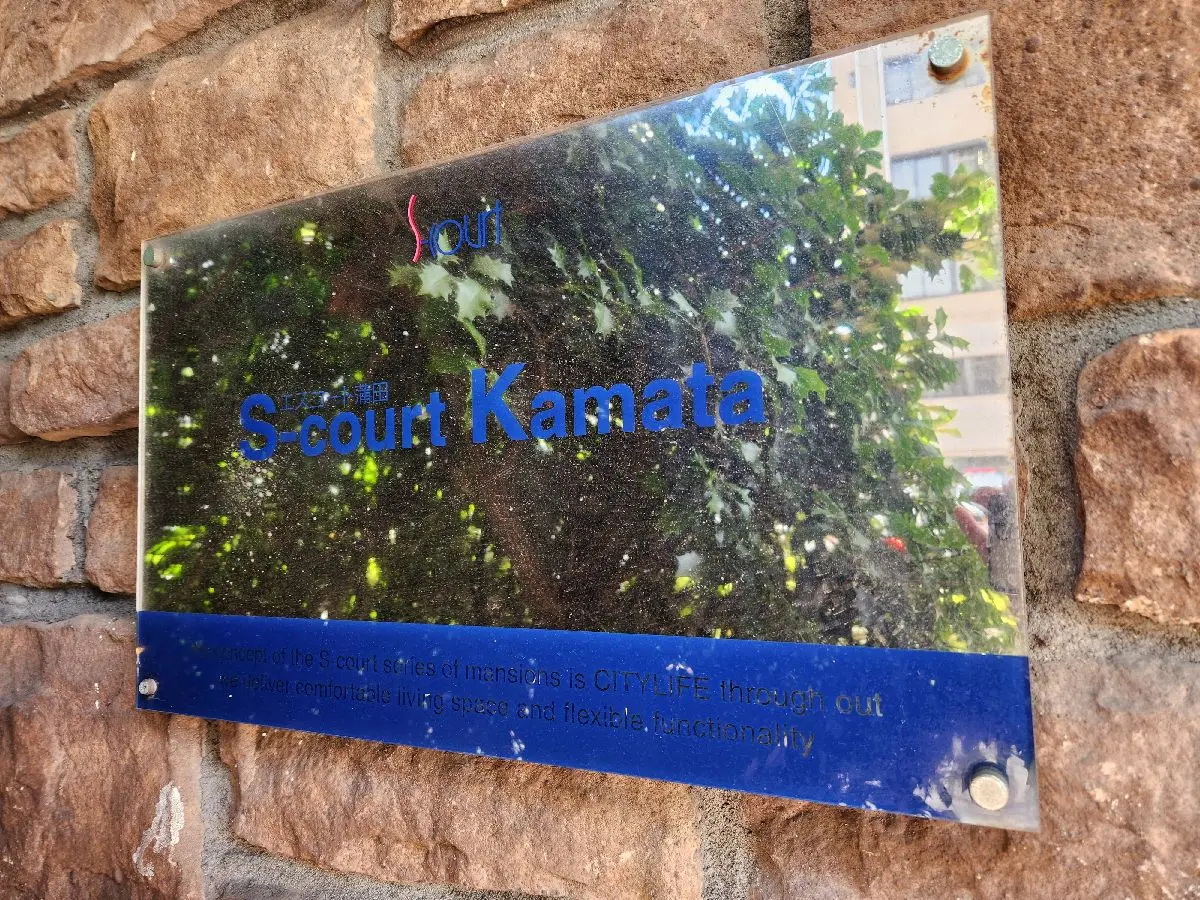 S-court
エスコート蒲田
S-court Kamata
concept of the S-court series of mansions is CITYLIFE through out
we deliver comfortable living space and flexible functionality